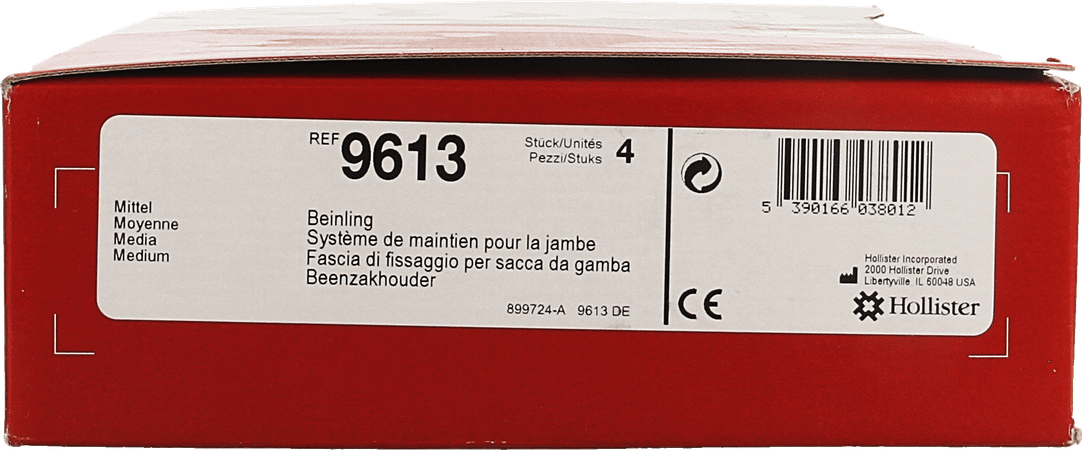 REF 9613
Stück/Unités
Pezzi/Stuks 4
Mittel
Moyenne
Media
Medium
Beinling
Système de maintien pour la jambe
Fascia di fissaggio per sacca da gamba
Beenzakhouder
899724-A 9613 DE
CE
5 390166 038012
Hollister Incorporated
2000 Hollister Drive
Libertyville, IL 60048 USA
Hollister